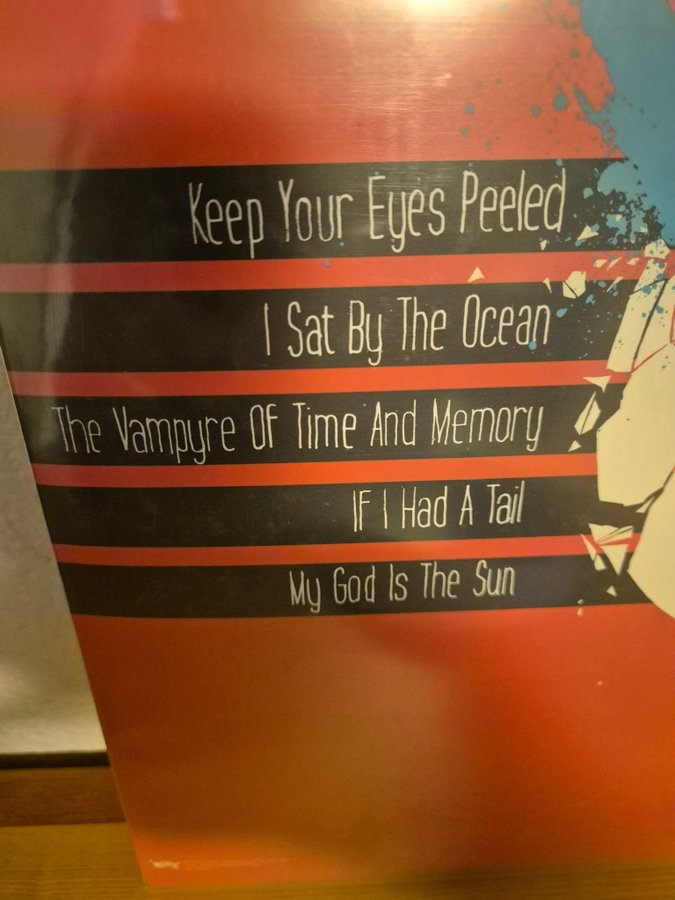 Keep Your Eyes Peeled
I Sat By The Ocean
The Vampyre Of Time And Memory
If I Had A Tail
My God Is The Sun